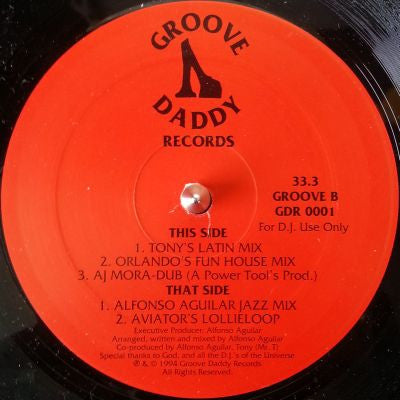 GROOVE
DADDY
RECORDS
33.3
GROOVE B
GDR 0001
For D.J. Use Only
THIS SIDE
1. TONY'S LATIN MIX
2. ORLANDO'S FUN HOUSE MIX
3. AJ MORA-DUB (A Power Tool's Prod.)
THAT SIDE
1. ALFONSO AGUILAR JAZZ MIX
2. AVIATOR'S LOLLIELOOP
Executive Producer: Alfonso Aguilar
Arranged, written and mixed by Alfonso Aguilar
Co-produced by Alfonso Aguilar, Tony (Mr. T)
Special thanks to God, and all the D.J.'s of the Universe
℗ & © 1994 Groove Daddy Records
All Rights Reserved.